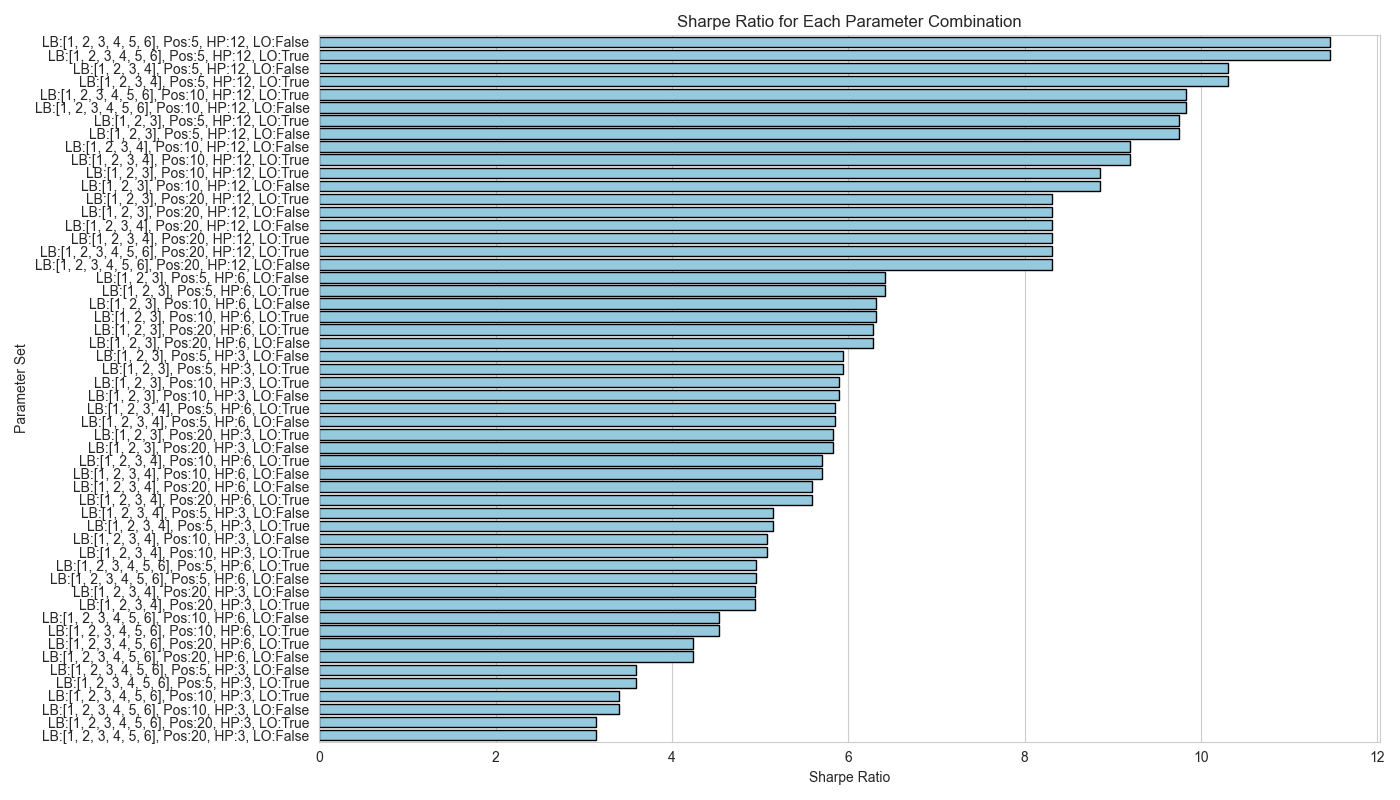 Sharpe Ratio for Each Parameter Combination
LB:[1, 2, 3, 4, 5, 6], Pos:5, HP:12, LO:False
LB:[1, 2, 3, 4, 5, 6], Pos:5, HP:12, LO:True
LB:[1, 2, 3, 4], Pos:5, HP:12, LO:False
LB:[1, 2, 3, 4], Pos:5, HP:12, LO:True
LB:[1, 2, 3, 4, 5, 6], Pos:10, HP:12, LO:True
LB:[1, 2, 3, 4, 5, 6], Pos:10, HP:12, LO:False
LB:[1, 2, 3], Pos:5, HP:12, LO:True
LB:[1, 2, 3], Pos:5, HP:12, LO:False
LB:[1, 2, 3, 4], Pos:10, HP:12, LO:False
LB:[1, 2, 3, 4], Pos:10, HP:12, LO:True
LB:[1, 2, 3], Pos:10, HP:12, LO:True
LB:[1, 2, 3], Pos:10, HP:12, LO:False
LB:[1, 2, 3], Pos:20, HP:12, LO:True
LB:[1, 2, 3], Pos:20, HP:12, LO:False
LB:[1, 2, 3, 4], Pos:20, HP:12, LO:False
LB:[1, 2, 3, 4], Pos:20, HP:12, LO:True
LB:[1, 2, 3, 4, 5, 6], Pos:20, HP:12, LO:True
LB:[1, 2, 3, 4, 5, 6], Pos:20, HP:12, LO:False
LB:[1, 2, 3], Pos:5, HP:6, LO:False
LB:[1, 2, 3], Pos:5, HP:6, LO:True
LB:[1, 2, 3], Pos:10, HP:6, LO:False
LB:[1, 2, 3], Pos:10, HP:6, LO:True
LB:[1, 2, 3], Pos:20, HP:6, LO:True
LB:[1, 2, 3], Pos:20, HP:6, LO:False
LB:[1, 2, 3], Pos:5, HP:3, LO:False
LB:[1, 2, 3], Pos:5, HP:3, LO:True
LB:[1, 2, 3], Pos:10, HP:3, LO:True
LB:[1, 2, 3], Pos:10, HP:3, LO:False
LB:[1, 2, 3, 4], Pos:5, HP:6, LO:True
LB:[1, 2, 3, 4], Pos:5, HP:6, LO:False
LB:[1, 2, 3], Pos:20, HP:3, LO:True
LB:[1, 2, 3], Pos:20, HP:3, LO:False
LB:[1, 2, 3, 4], Pos:10, HP:6, LO:True
LB:[1, 2, 3, 4], Pos:10, HP:6, LO:False
LB:[1, 2, 3, 4], Pos:20, HP:6, LO:False
LB:[1, 2, 3, 4], Pos:20, HP:6, LO:True
LB:[1, 2, 3, 4], Pos:5, HP:3, LO:False
LB:[1, 2, 3, 4], Pos:5, HP:3, LO:True
LB:[1, 2, 3, 4], Pos:10, HP:3, LO:False
LB:[1, 2, 3, 4], Pos:10, HP:3, LO:True
LB:[1, 2, 3, 4, 5, 6], Pos:5, HP:6, LO:True
LB:[1, 2, 3, 4, 5, 6], Pos:5, HP:6, LO:False
LB:[1, 2, 3, 4], Pos:20, HP:3, LO:False
LB:[1, 2, 3, 4], Pos:20, HP:3, LO:True
LB:[1, 2, 3, 4, 5, 6], Pos:10, HP:6, LO:False
LB:[1, 2, 3, 4, 5, 6], Pos:10, HP:6, LO:True
LB:[1, 2, 3, 4, 5, 6], Pos:20, HP:6, LO:True
LB:[1, 2, 3, 4, 5, 6], Pos:20, HP:6, LO:False
LB:[1, 2, 3, 4, 5, 6], Pos:5, HP:3, LO:False
LB:[1, 2, 3, 4, 5, 6], Pos:5, HP:3, LO:True
LB:[1, 2, 3, 4, 5, 6], Pos:10, HP:3, LO:True
LB:[1, 2, 3, 4, 5, 6], Pos:10, HP:3, LO:False
LB:[1, 2, 3, 4, 5, 6], Pos:20, HP:3, LO:True
LB:[1, 2, 3, 4, 5, 6], Pos:20, HP:3, LO:False
Parameter Set
0 2 4 6 8 10 12
Sharpe Ratio